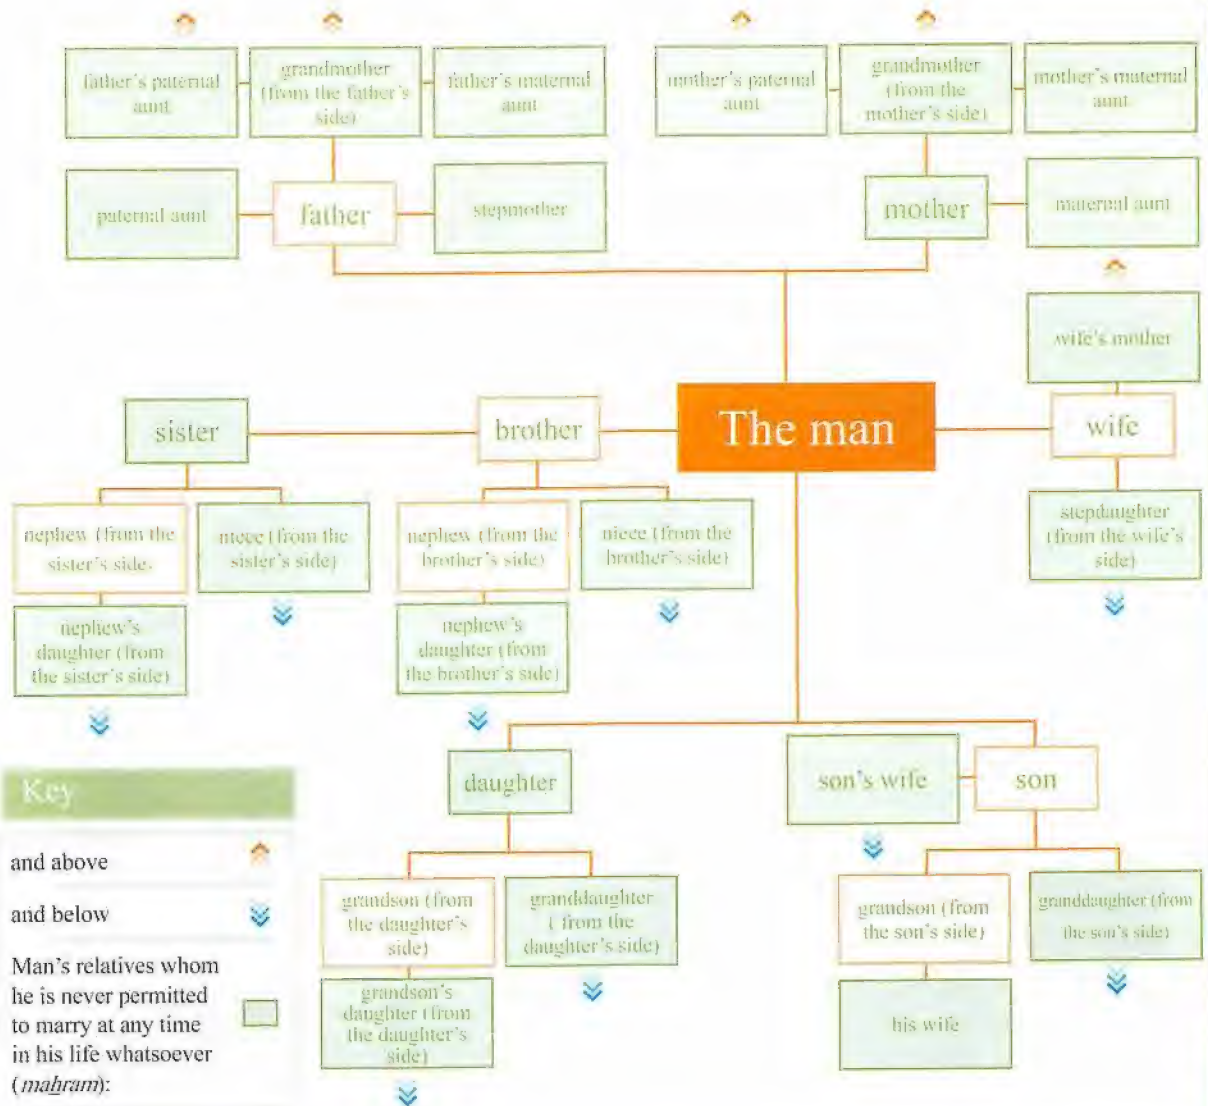 father's paternal
aunt
grandmother
(from the father's
side)
father's maternal
aunt
mother's paternal
aunt
grandmother
(from the
mother's side)
mother's maternal
aunt
paternal aunt
father
stepmother
mother
maternal aunt
wife's mother
sister
brother
The man
wife
nephew (from the
sister's side-
niece (from the
sister's side)
nephew (from the
brother's side)
niece (from the
brother's side)
stepdaughter
(from the wife's
side)
nephew's
daughter (from
the sister's side)
nephew's
daughter (from
the brother's side)
daughter
son's wife
son
grandson (from
the daughter's
side)
granddaughter
( from the
daughter's side)
grandson (from
the son's side)
granddaughter (from
the son's side)
grandson's
daughter (from
the daughter's
side)
his wife
Key
and above
and below
Man's relatives whom
he is never permitted
to marry at any time
in his life whatsoever
(mahram):